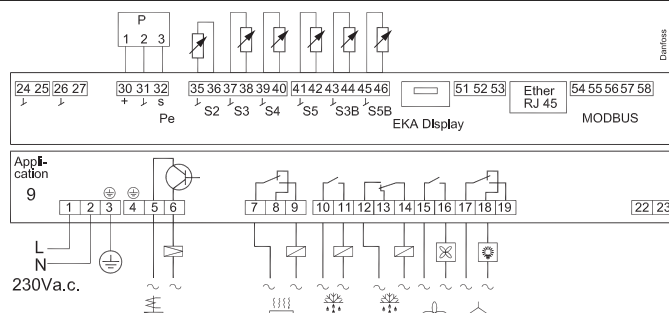 P
1 2 3
Danfoss
24 25 26 27 30 31 32 35 36 37 38 39 40 41 42 43 44 45 46 51 52 53 Ether RJ 45 54 55 56 57 58
+ s S2 S3 S4 S5 S3B S5B
Pe
EKA DIsplay
MODBUS
Appli-
cation
9
1 2 3 4 5 6 7 8 9 10 11 12 13 14 15 16 17 18 19 22 23
L
N
230Va.c.